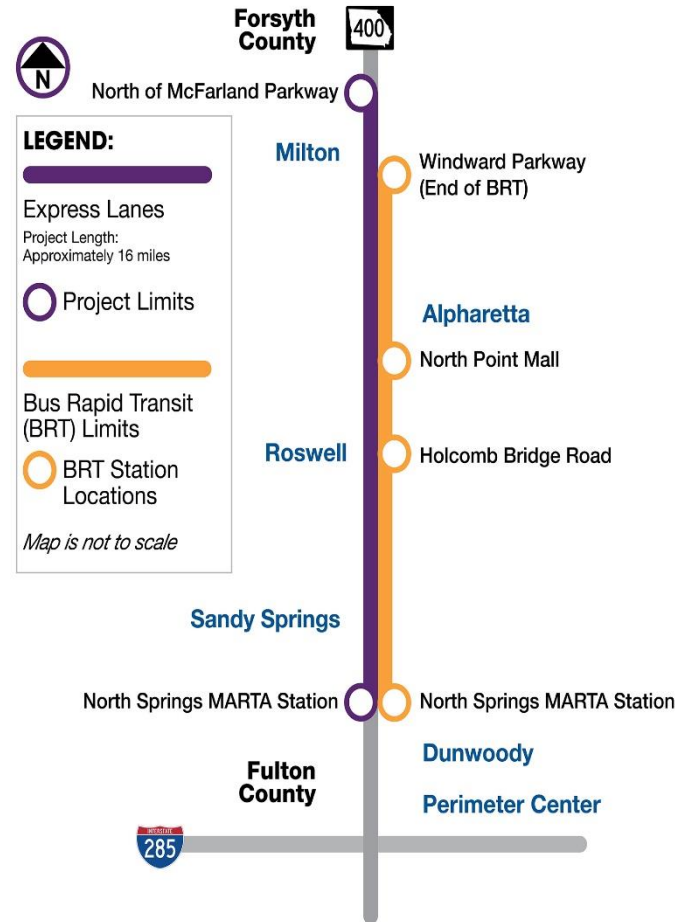 Forsyth
County
400
N
North of McFarland Parkway
LEGEND:
Express Lanes
Project Length:
Approximately 16 miles
Project Limits
Bus Rapid Transit
(BRT) Limits
BRT Station
Locations
Map is not to scale
Milton
Windward Parkway
(End of BRT)
Alpharetta
North Point Mall
Roswell
Holcomb Bridge Road
Sandy Springs
North Springs MARTA Station
North Springs MARTA Station
Dunwoody
Fulton
County
Perimeter Center
INTERSTATE
285